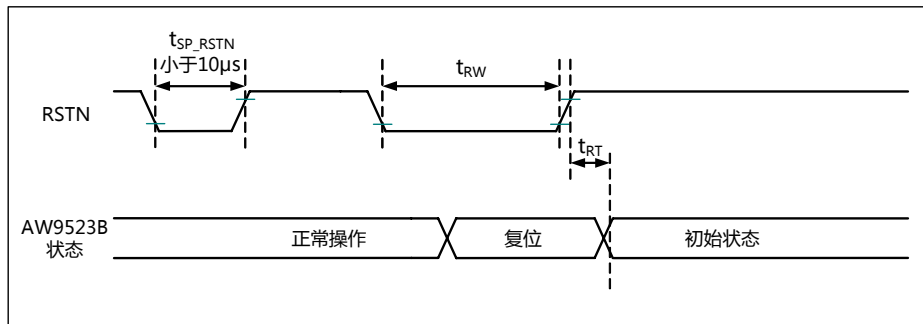 tSP_RSTN
小于10μs
tRW
RSTN
tRT
AW9523B
状态
正常操作
复位
初始状态